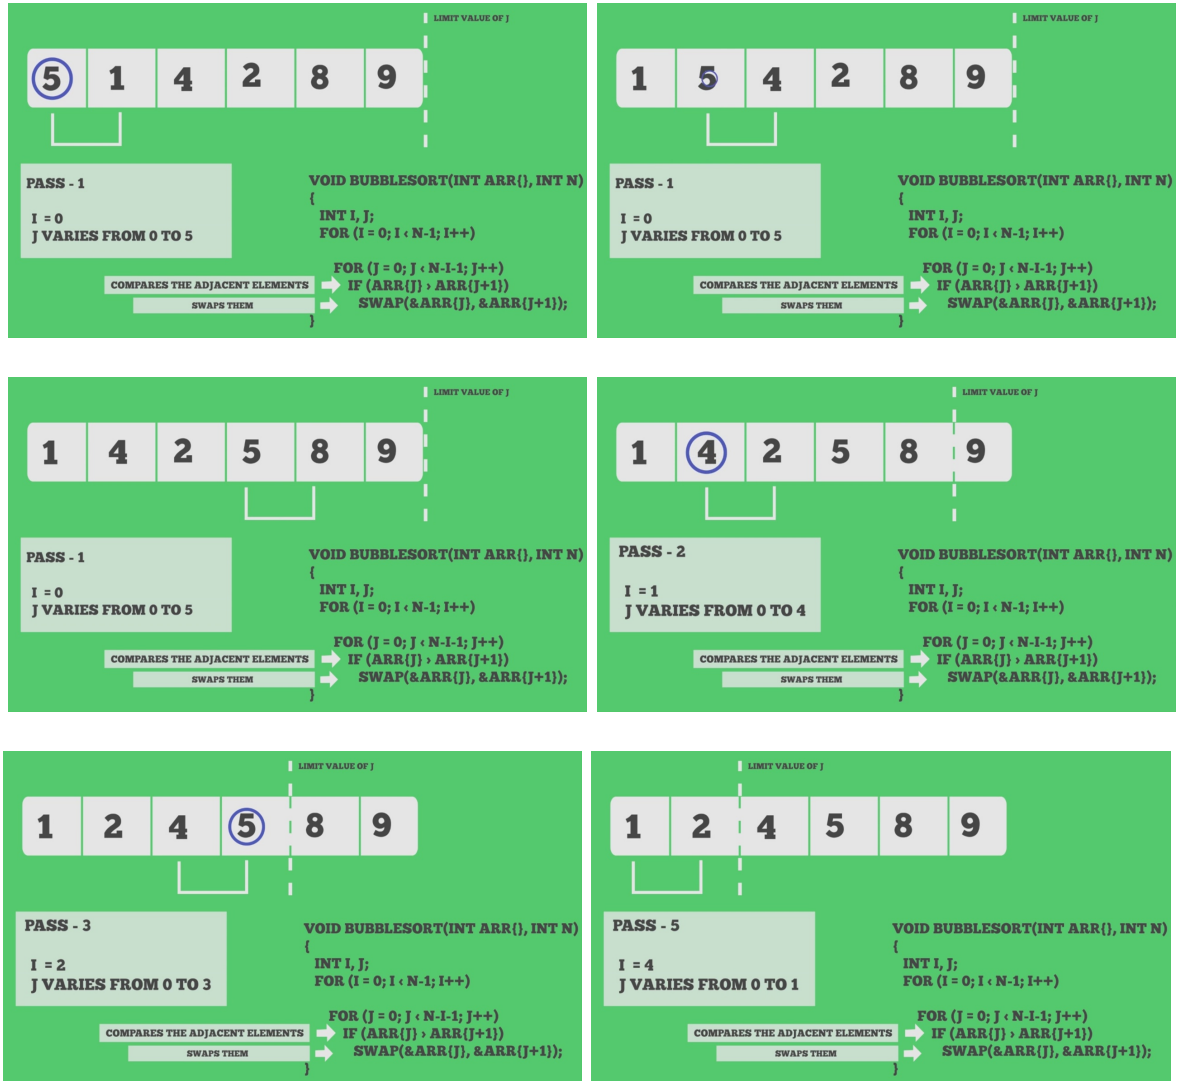 LIMIT VALUE OF J
5 1 4 2 8 9
PASS - 1
I = 0
J VARIES FROM 0 TO 5
VOID BUBBLESORT(INT ARR{}, INT N)
{
INT I, J;
FOR (I = 0; I < N-1; I++)
FOR (J = 0; J < N-I-1; J++)
COMPARES THE ADJACENT ELEMENTS IF (ARR{J} > ARR{J+1})
SWAPS THEM SWAP(&ARR{J}, &ARR{J+1});
}
LIMIT VALUE OF J
1 5 4 2 8 9
PASS - 1
I = 0
J VARIES FROM 0 TO 5
VOID BUBBLESORT(INT ARR{}, INT N)
{
INT I, J;
FOR (I = 0; I < N-1; I++)
FOR (J = 0; J < N-I-1; J++)
COMPARES THE ADJACENT ELEMENTS IF (ARR{J} > ARR{J+1})
SWAPS THEM SWAP(&ARR{J}, &ARR{J+1});
}
LIMIT VALUE OF J
1 4 2 5 8 9
PASS - 1
I = 0
J VARIES FROM 0 TO 5
VOID BUBBLESORT(INT ARR{}, INT N)
{
INT I, J;
FOR (I = 0; I < N-1; I++)
FOR (J = 0; J < N-I-1; J++)
COMPARES THE ADJACENT ELEMENTS IF (ARR{J} > ARR{J+1})
SWAPS THEM SWAP(&ARR{J}, &ARR{J+1});
}
LIMIT VALUE OF J
1 4 2 5 8 9
PASS - 2
I = 1
J VARIES FROM 0 TO 4
VOID BUBBLESORT(INT ARR{}, INT N)
{
INT I, J;
FOR (I = 0; I < N-1; I++)
FOR (J = 0; J < N-I-1; J++)
COMPARES THE ADJACENT ELEMENTS IF (ARR{J} > ARR{J+1})
SWAPS THEM SWAP(&ARR{J}, &ARR{J+1});
}
LIMIT VALUE OF J
1 2 4 5 8 9
PASS - 3
I = 2
J VARIES FROM 0 TO 3
VOID BUBBLESORT(INT ARR{}, INT N)
{
INT I, J;
FOR (I = 0; I < N-1; I++)
FOR (J = 0; J < N-I-1; J++)
COMPARES THE ADJACENT ELEMENTS IF (ARR{J} > ARR{J+1})
SWAPS THEM SWAP(&ARR{J}, &ARR{J+1});
}
LIMIT VALUE OF J
1 2 4 5 8 9
PASS - 5
I = 4
J VARIES FROM 0 TO 1
VOID BUBBLESORT(INT ARR{}, INT N)
{
INT I, J;
FOR (I = 0; I < N-1; I++)
FOR (J = 0; J < N-I-1; J++)
COMPARES THE ADJACENT ELEMENTS IF (ARR{J} > ARR{J+1})
SWAPS THEM SWAP(&ARR{J}, &ARR{J+1});
}